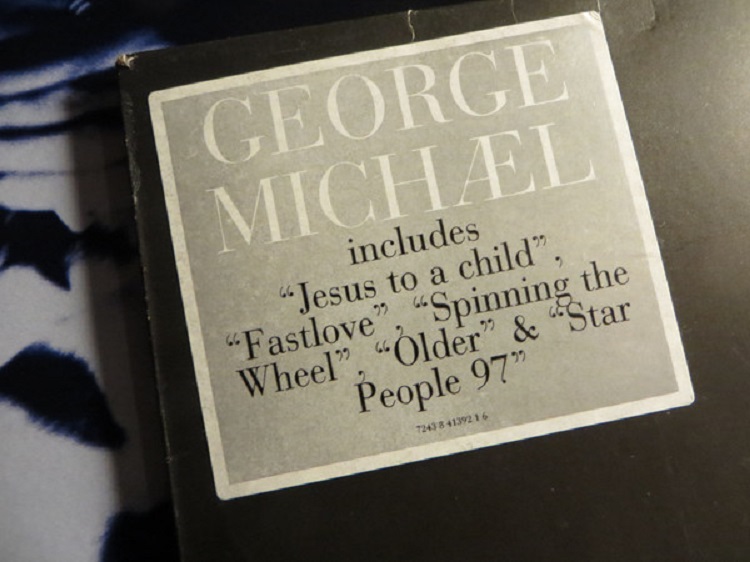 GEORGE
MICHÆL
includes
“Jesus to a child”,
“Fastlove”, “Spinning the
Wheel”, “Older” & “Star
People 97”
7243 8 41392 1 6